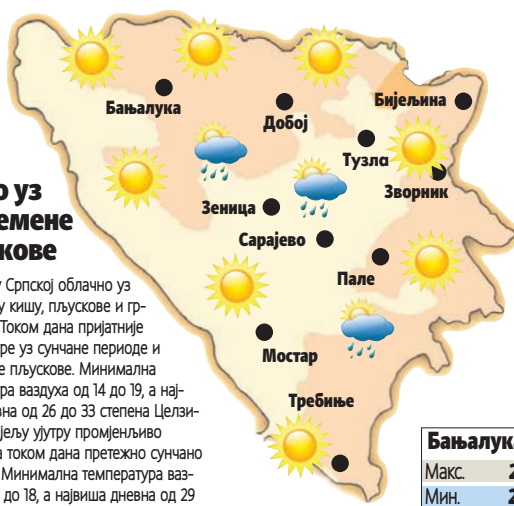 Бањалука
Добој
Бијељина
Тузла
Зворник
Зеница
Сарајево
Пале
Мостар
Требиње
уз
емене
кове
у Српској облачно уз
у кишу, пљускове и гр-
Током дана пријатније
ре уз сунчане периоде и
е пљускове. Минимална
ра ваздуха од 14 до 19, а нај-
вна од 26 до 33 степена Целзи-
јељу ујутру промјенљиво
а током дана претежно сунчано
Минимална температура ваз-
до 18, а највиша дневна од 29
Бањалука
Макс.
Мин.